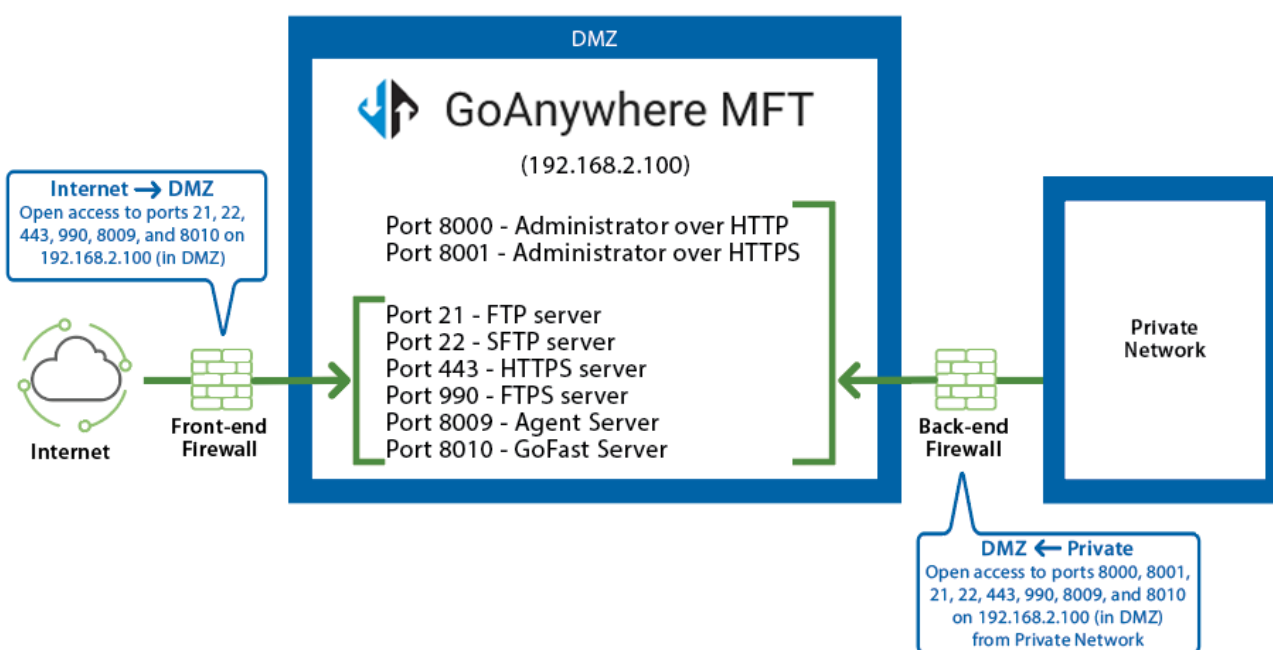 DMZ
GoAnywhere MFT
(192.168.2.100)
Internet → DMZ
Open access to ports 21, 22,
443, 990, 8009, and 8010 on
192.168.2.100 (in DMZ)
Port 8000 - Administrator over HTTP
Port 8001 - Administrator over HTTPS
Port 21 - FTP server
Port 22 - SFTP server
Port 443 - HTTPS server
Port 990 - FTPS server
Port 8009 - Agent Server
Port 8010 - GoFast Server
Internet
Front-end
Firewall
Back-end
Firewall
Private
Network
DMZ ← Private
Open access to ports 8000, 8001,
21, 22, 443, 990, 8009, and 8010
on 192.168.2.100 (in DMZ)
from Private Network